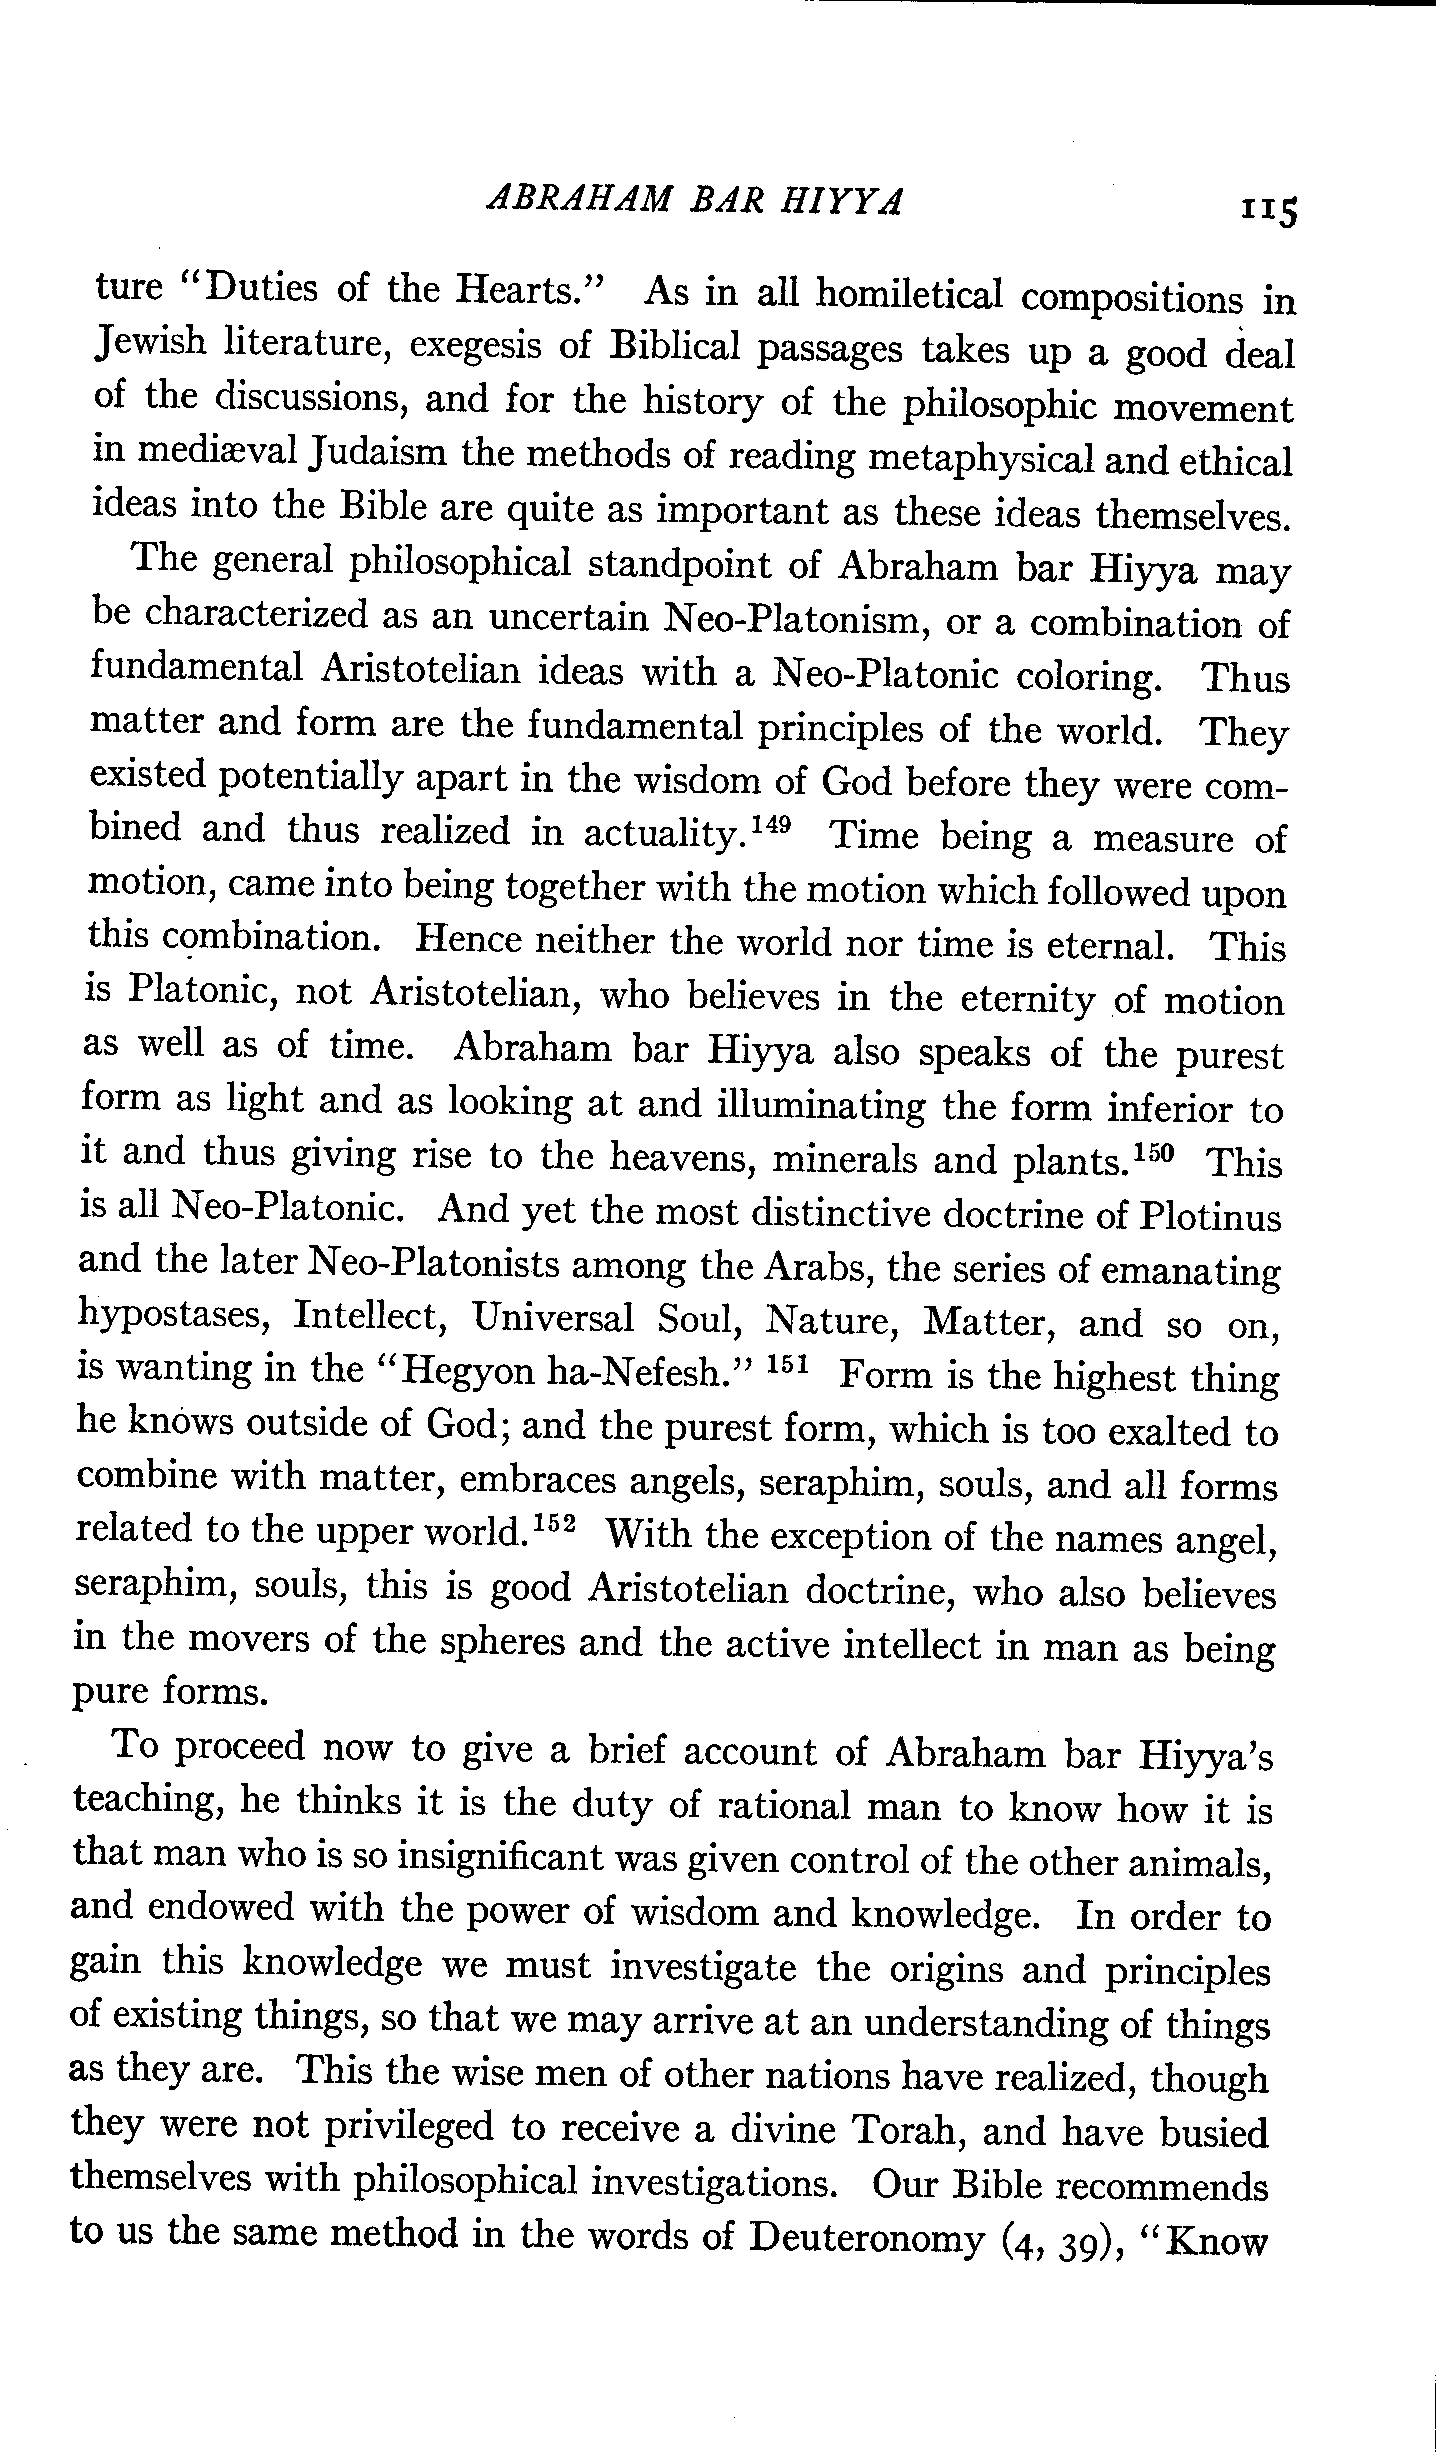 ABRAHAM BAR HIYYA 115
ture "Duties of the Hearts." As in all homiletical compositions in
Jewish literature, exegesis of Biblical passages takes up a good deal
of the discussions, and for the history of the philosophic movement
in mediæval Judaism the methods of reading metaphysical and ethical
ideas into the Bible are quite as important as these ideas themselves.
The general philosophical standpoint of Abraham bar Hiyya may
be characterized as an uncertain Neo-Platonism, or a combination of
fundamental Aristotelian ideas with a Neo-Platonic coloring. Thus
matter and form are the fundamental principles of the world. They
existed potentially apart in the wisdom of God before they were com-
bined and thus realized in actuality.¹⁴⁹ Time being a measure of
motion, came into being together with the motion which followed upon
this combination. Hence neither the world nor time is eternal. This
is Platonic, not Aristotelian, who believes in the eternity of motion
as well as of time. Abraham bar Hiyya also speaks of the purest
form as light and as looking at and illuminating the form inferior to
it and thus giving rise to the heavens, minerals and plants.¹⁵⁰ This
is all Neo-Platonic. And yet the most distinctive doctrine of Plotinus
and the later Neo-Platonists among the Arabs, the series of emanating
hypostases, Intellect, Universal Soul, Nature, Matter, and so on,
is wanting in the "Hegyon ha-Nefesh." ¹⁵¹ Form is the highest thing
he knows outside of God; and the purest form, which is too exalted to
combine with matter, embraces angels, seraphim, souls, and all forms
related to the upper world.¹⁵² With the exception of the names angel,
seraphim, souls, this is good Aristotelian doctrine, who also believes
in the movers of the spheres and the active intellect in man as being
pure forms.
To proceed now to give a brief account of Abraham bar Hiyya's
teaching, he thinks it is the duty of rational man to know how it is
that man who is so insignificant was given control of the other animals,
and endowed with the power of wisdom and knowledge. In order to
gain this knowledge we must investigate the origins and principles
of existing things, so that we may arrive at an understanding of things
as they are. This the wise men of other nations have realized, though
they were not privileged to receive a divine Torah, and have busied
themselves with philosophical investigations. Our Bible recommends
to us the same method in the words of Deuteronomy (4, 39), "Know